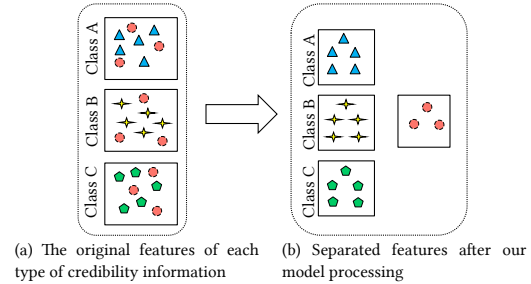 Class A
Class B
Class C
Class A
Class B
Class C
(a) The original features of each
type of credibility information
(b) Separated features after our
model processing